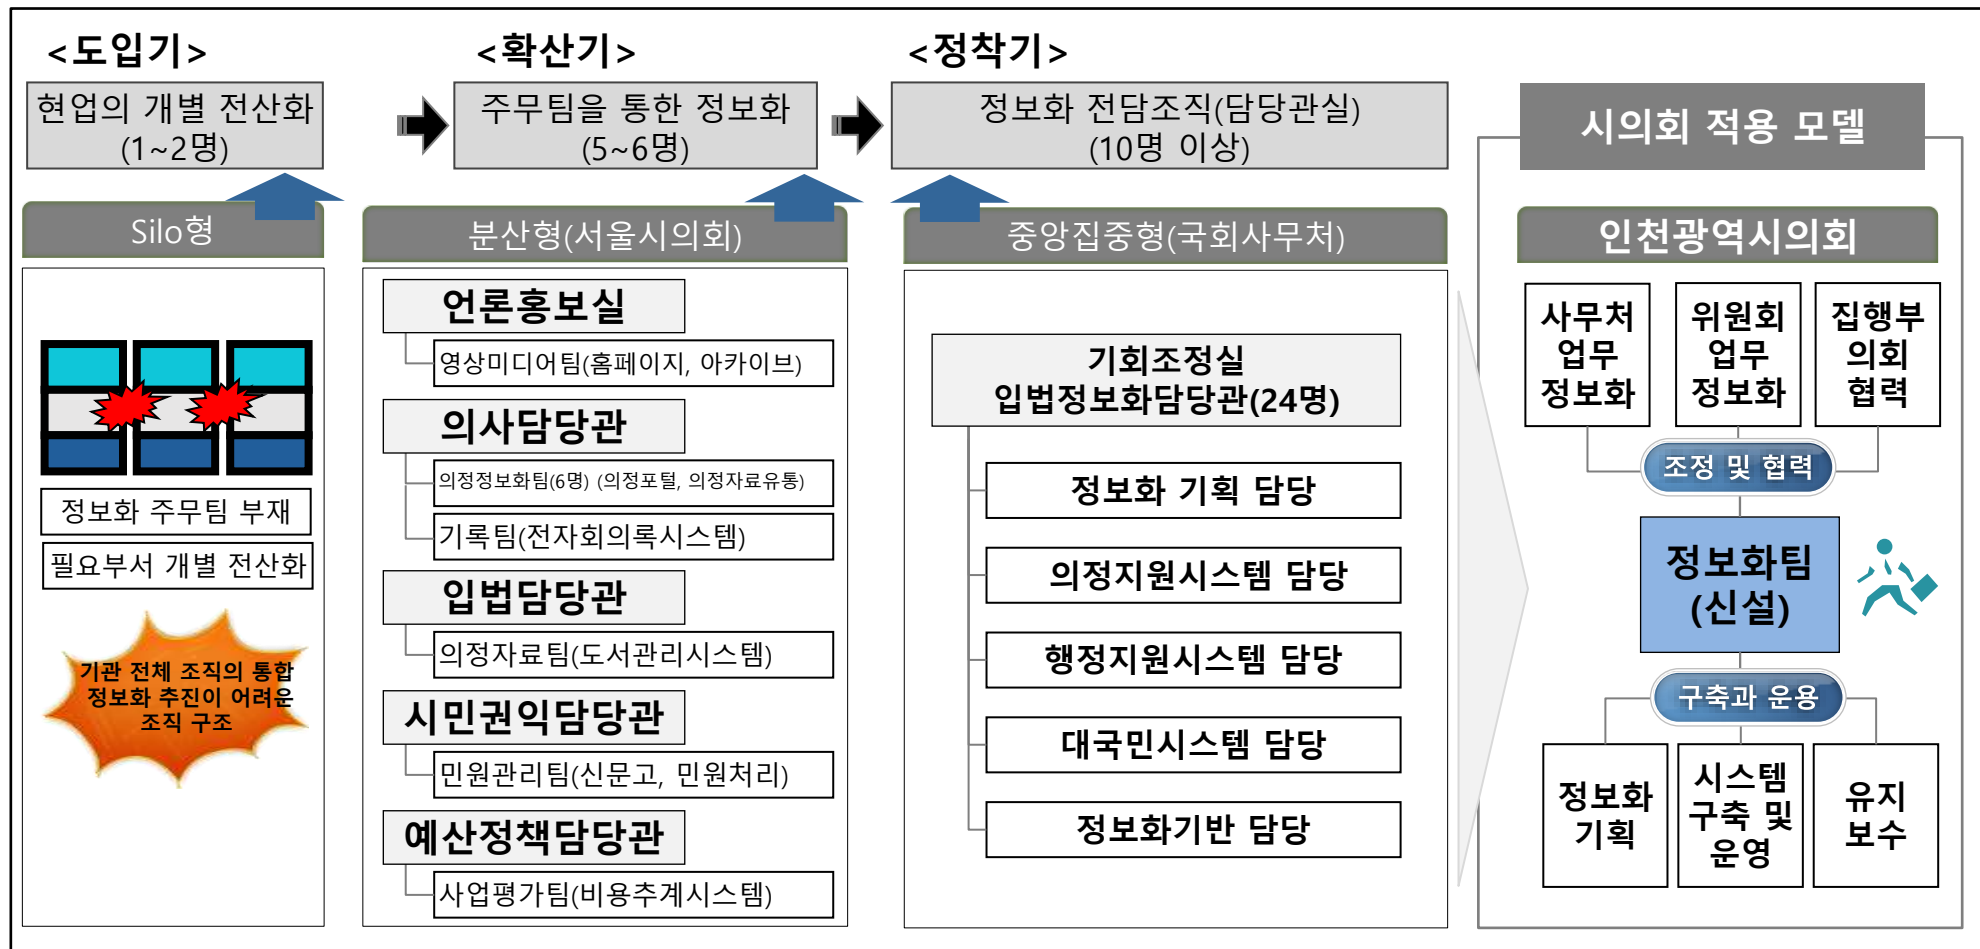 <도입기>
현업의 개별 전산화
(1~2명)
<확산기>
주무팀을 통한 정보화
(5~6명)
<정착기>
정보화 전담조직(담당관실)
(10명 이상)
시의회 적용 모델
Silo형
정보화 주무팀 부재
필요부서 개별 전산화
기관 전체 조직의 통합
정보화 추진이 어려운
조직 구조
분산형(서울시의회)
언론홍보실
영상미디어팀(홈페이지, 아카이브)
의사담당관
의정정보화팀(6명) (의정포털, 의정자료유통)
기록팀(전자회의록시스템)
입법담당관
의정자료팀(도서관리시스템)
시민권익담당관
민원관리팀(신문고, 민원처리)
예산정책담당관
사업평가팀(비용추계시스템)
중앙집중형(국회사무처)
기회조정실
입법정보화담당관(24명)
정보화 기획 담당
의정지원시스템 담당
행정지원시스템 담당
대국민시스템 담당
정보화기반 담당
인천광역시의회
사무처
업무
정보화
위원회
업무
정보화
집행부
의회
협력
조정 및 협력
정보화팀
(신설)
구축과 운용
정보화
기획
시스템
구축 및
운영
유지
보수